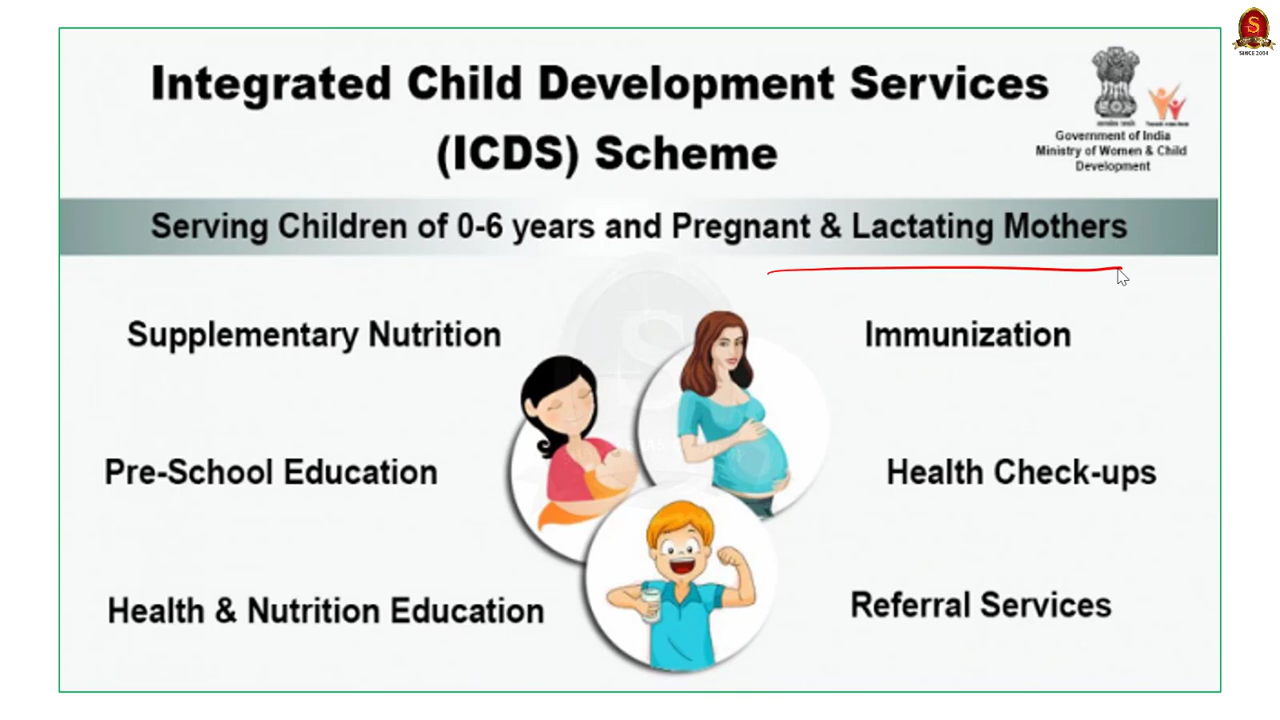 Integrated Child Development Services
(ICDS) Scheme
Government of India
Ministry of Women & Child
Development
Serving Children of 0-6 years and Pregnant & Lactating Mothers
Supplementary Nutrition
Immunization
Pre-School Education
Health Check-ups
Health & Nutrition Education
Referral Services
S
SINCE 2004
S